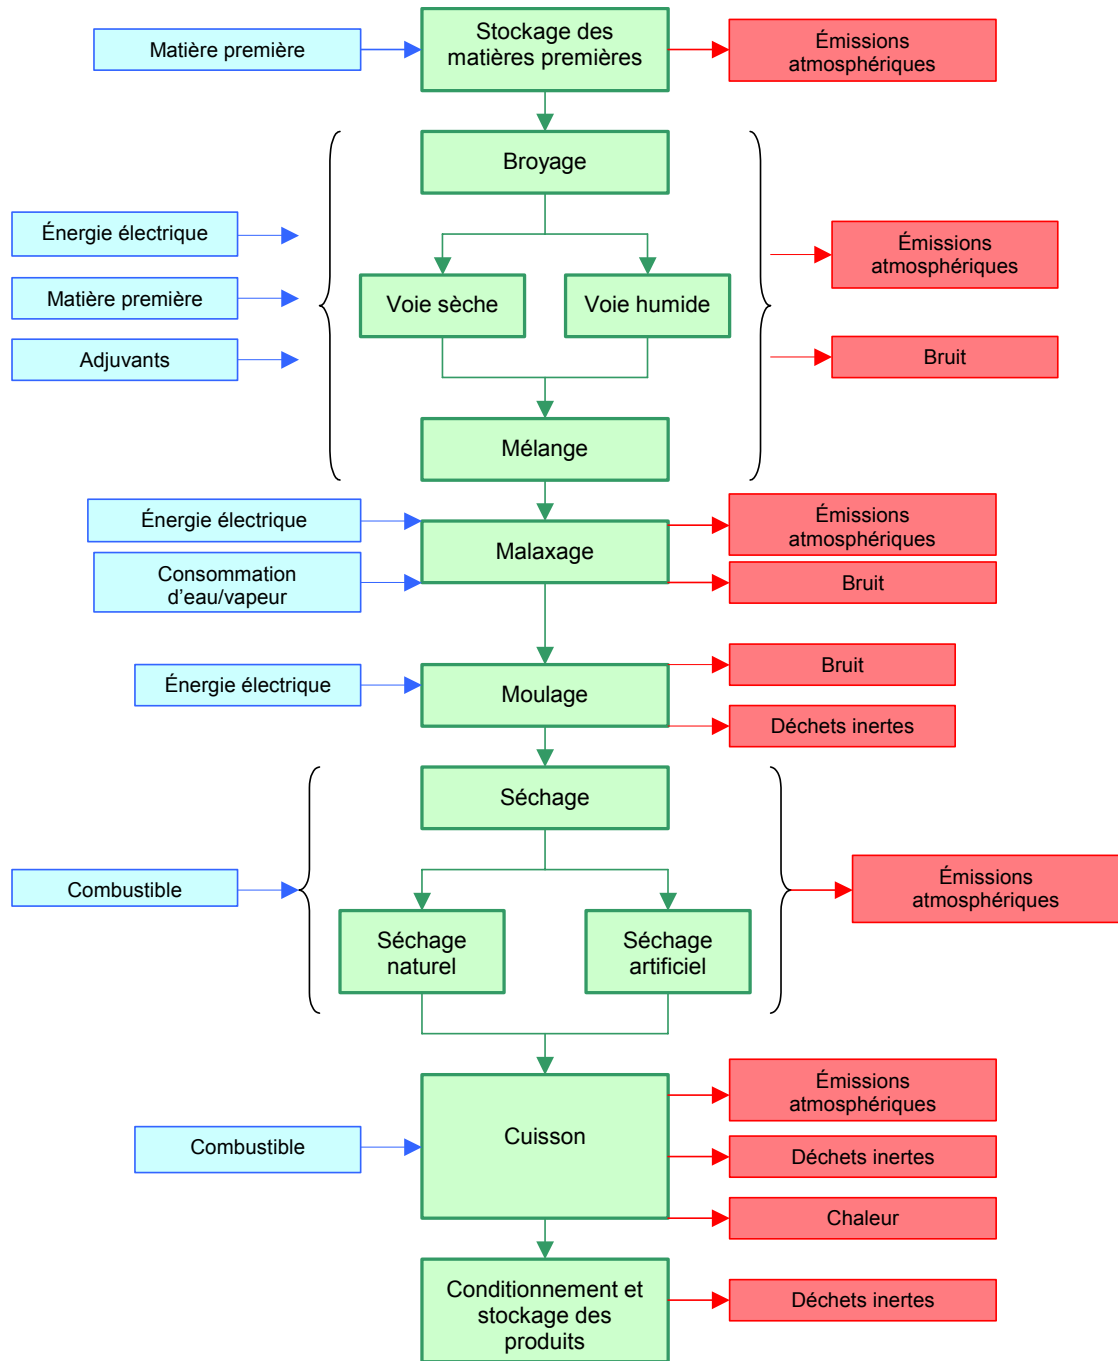 Matière première
Stockage des
matières premières
Émissions
atmosphériques
Broyage
Énergie électrique
Matière première
Adjuvants
Voie sèche
Voie humide
Émissions
atmosphériques
Bruit
Mélange
Énergie électrique
Consommation
d’eau/vapeur
Malaxage
Émissions
atmosphériques
Bruit
Énergie électrique
Moulage
Bruit
Déchets inertes
Séchage
Combustible
Séchage
naturel
Séchage
artificiel
Émissions
atmosphériques
Combustible
Cuisson
Émissions
atmosphériques
Déchets inertes
Chaleur
Conditionnement et
stockage des
produits
Déchets inertes